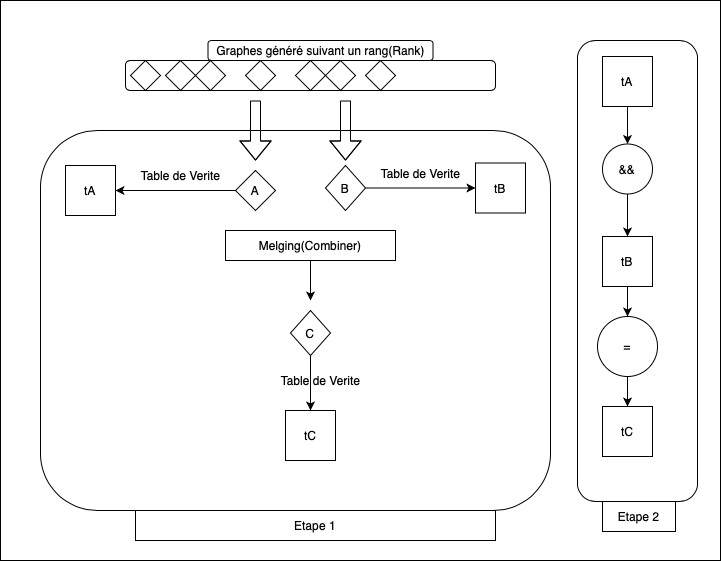 Graphes généré suivant un rang(Rank)
tA
Table de Verite
A
B
Table de Verite
tB
Melging(Combiner)
C
Table de Verite
tC
Etape 1
tA
&&
tB
=
tC
Etape 2